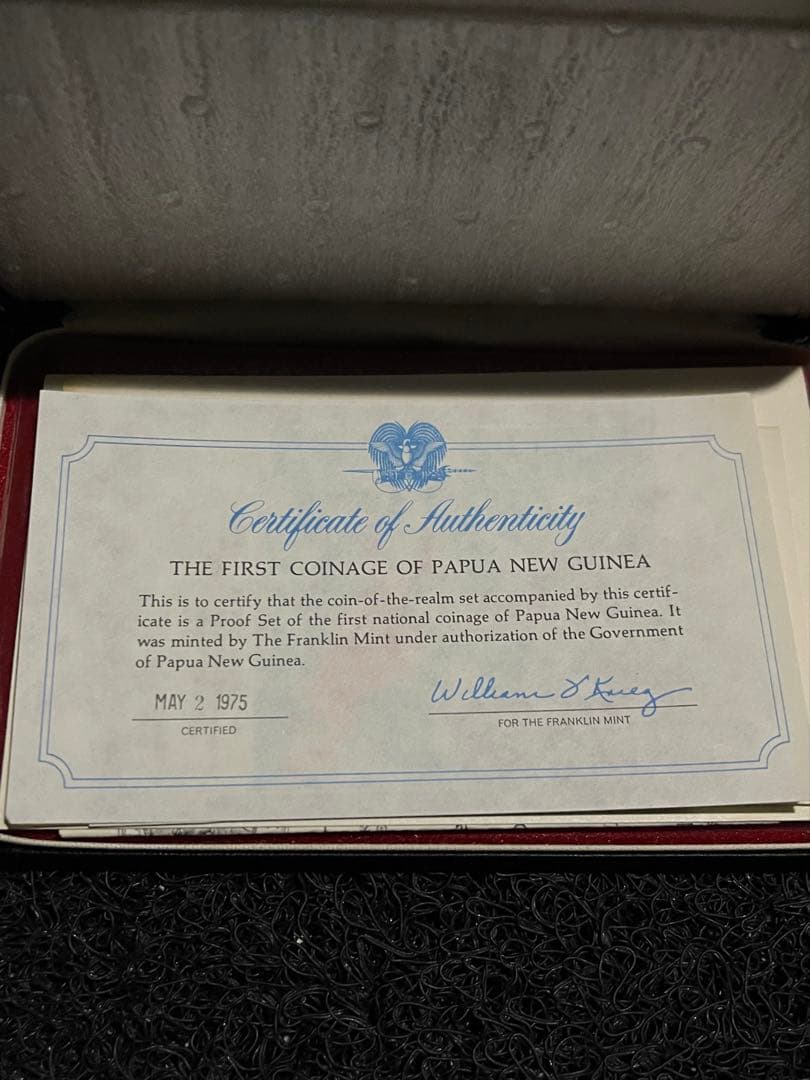 Certificate of Authenticity
THE FIRST COINAGE OF PAPUA NEW GUINEA
This is to certify that the coin-of-the-realm set accompanied by this certif-
icate is a Proof Set of the first national coinage of Papua New Guinea. It
was minted by The Franklin Mint under authorization of the Government
of Papua New Guinea.
MAY 2 1975
William
CERTIFIED
FOR THE FRANKLIN MINT